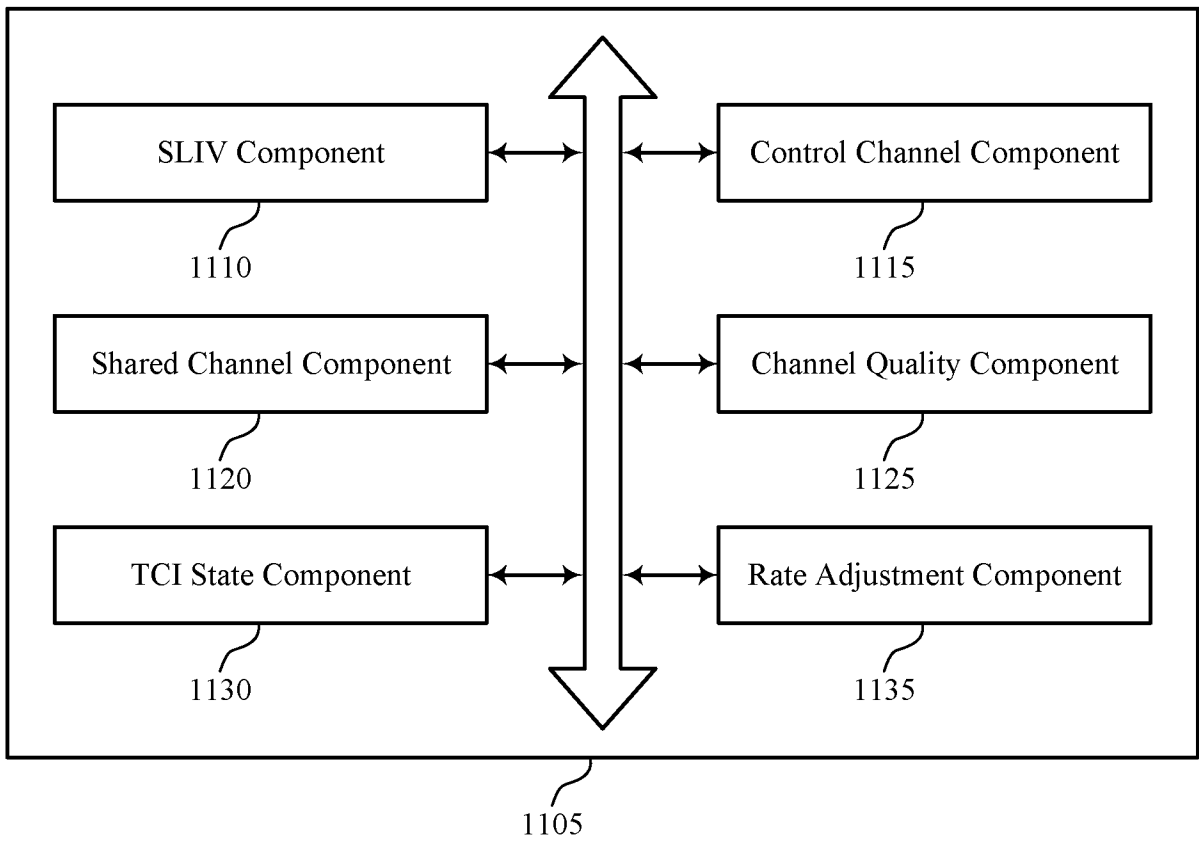 SLIV Component
Control Channel Component
1110
1115
Shared Channel Component
Channel Quality Component
1120
1125
TCI State Component
Rate Adjustment Component
1130
1135
1105